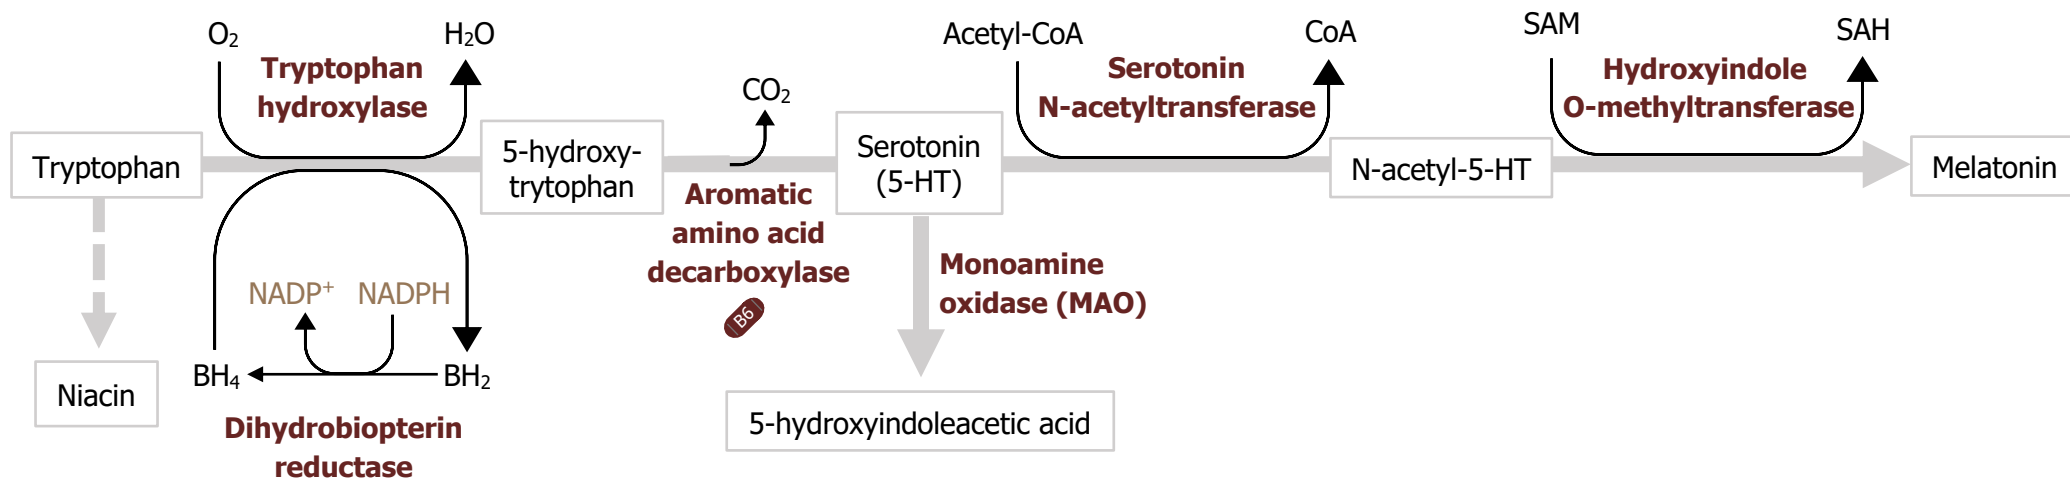 O₂
H₂O
Tryptophan
hydroxylase
Acetyl-CoA
CoA
Serotonin
N-acetyltransferase
SAM
SAH
Hydroxyindole
O-methyltransferase
CO₂
Tryptophan
5-hydroxy-
trytophan
Serotonin
(5-HT)
N-acetyl-5-HT
Melatonin
Aromatic
amino acid
decarboxylase
B6
Monoamine
oxidase (MAO)
NADP⁺
NADPH
BH₄
BH₂
Niacin
Dihydrobiopterin
reductase
5-hydroxyindoleacetic acid